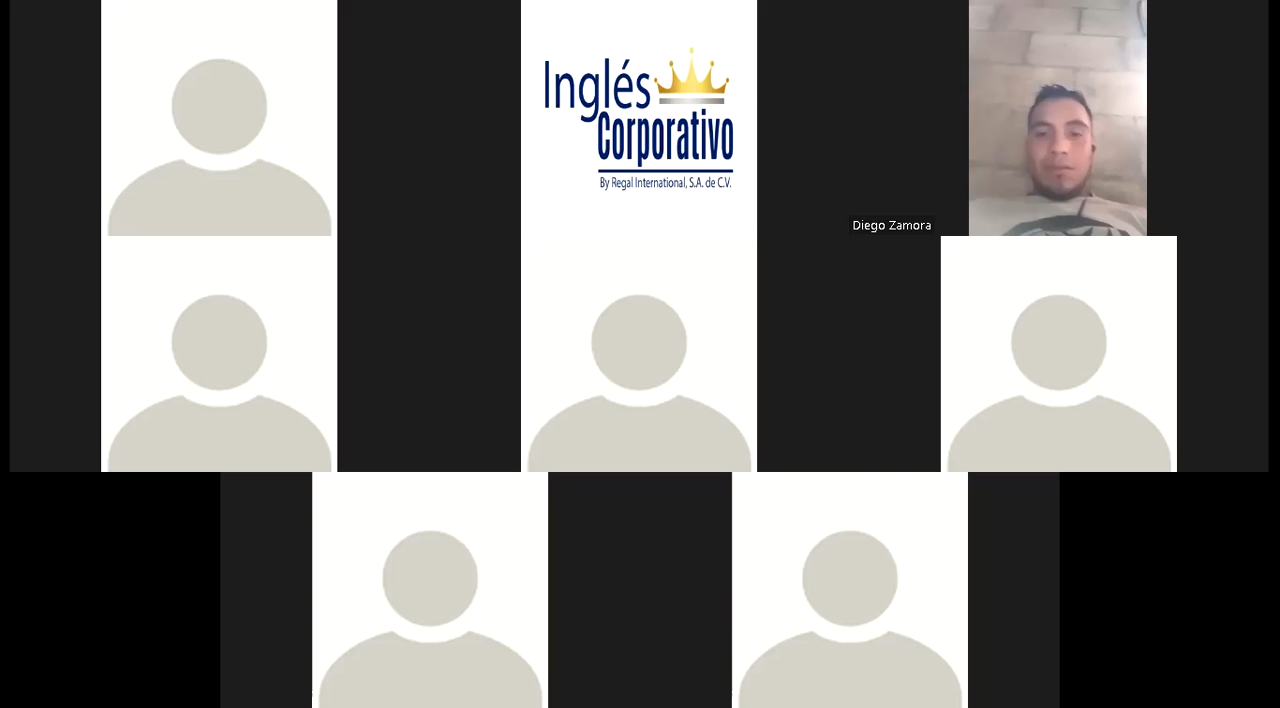 Inglés
Corporativo
By Regal International, S.A. de C.V.
Diego Zamora